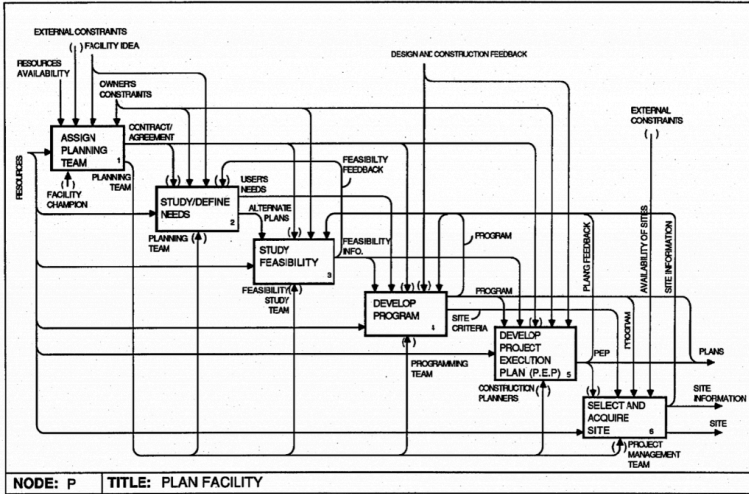 EXTERNAL CONSTRAINTS
( ) FACILITY IDEA
RESOURCES
AVAILABILITY
OWNER'S
CONSTRAINTS
DESIGN AND CONSTRUCTION FEEDBACK
EXTERNAL
CONSTRAINTS
( )
CONTRACT/
AGREEMENT
ASSIGN
PLANNING
TEAM
1
RESOURCES
PLANNING
TEAM
( )
FACILITY
CHAMPION
FEASIBILTY
FEEDBACK
USER'S
NEEDS
STUDY/DEFINE
NEEDS
2
ALTERNATE
PLANS
PLANNING ( )
TEAM
STUDY
FEASIBILITY
3
FEASIBILITY
INFO.
FEASIBILITY( )
STUDY
TEAM
PROGRAM
PLANG FEEDBACK
AVAILABILITY OF SITES
SITE INFORMATION
DEVELOP
PROGRAM
PROGRAM
SITE
CRITERIA
( )
PROGRAMMING
TEAM
DEVELOP
PROJECT
EXECUTION
PLAN (P.E.P)
5
PEP
PLANS
CONSTRUCTION ( )
PLANNERS
SELECT AND
ACQUIRE
SITE
6
SITE
INFORMATION
SITE
( ) PROJECT
MANAGEMENT
TEAM
NODE: P
TITLE: PLAN FACILITY